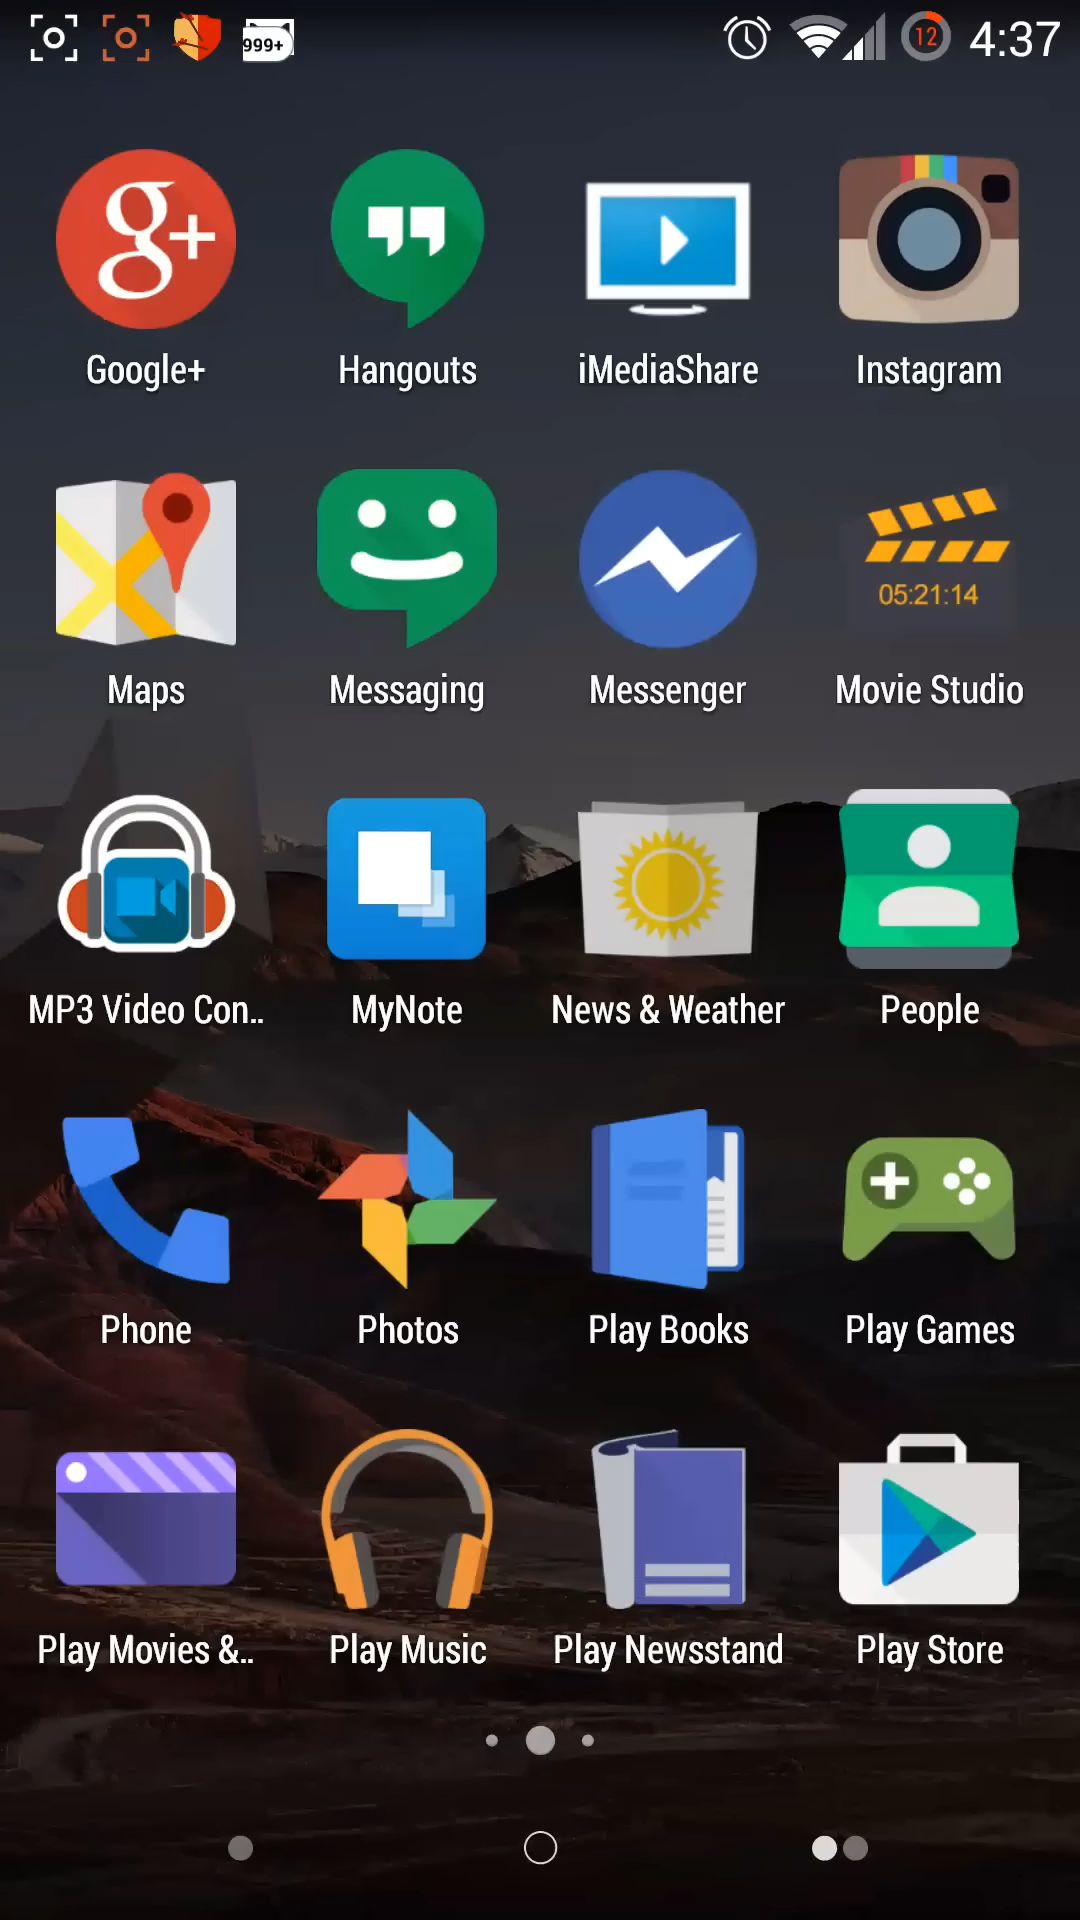 999+ 12 4:37
g+
Google+ Hangouts iMediaShare Instagram
05:21:14
Maps Messaging Messenger Movie Studio
MP3 Video Con.. MyNote News & Weather People
Phone Photos Play Books Play Games
Play Movies &.. Play Music Play Newsstand Play Store